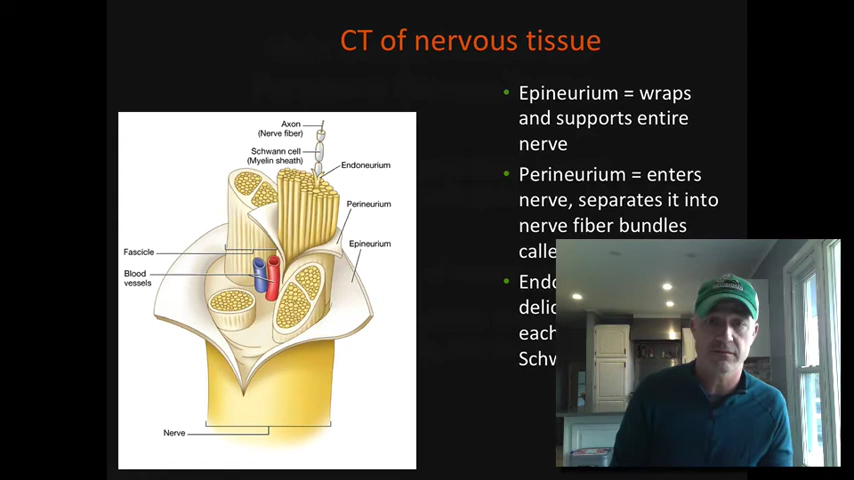 CT of nervous tissue
Axon
(Nerve fiber)
Schwann cell
(Myelin sheath)
Endoneurium
Perineurium
Epineurium
Fascicle
Blood
vessels
Nerve
• Epineurium = wraps
and supports entire
nerve
• Perineurium = enters
nerve, separates it into
nerve fiber bundles
calle
• Endo
delic
each
Schw